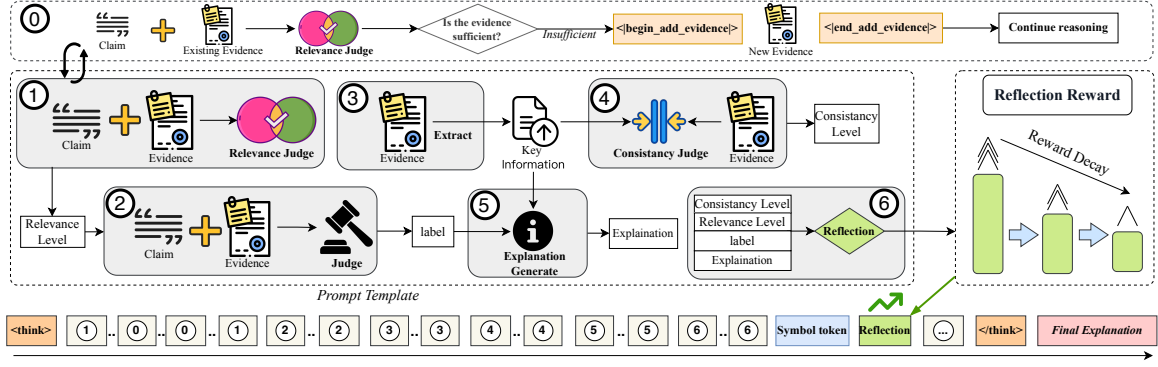 0
Claim
Existing Evidence
Relevance Judge
Is the evidence
sufficient?
Insufficient
<|begin_add_evidence|>
New Evidence
<|end_add_evidence|>
Continue reasoning
1
Claim
Evidence
Relevance Judge
3
Evidence
Extract
Key
Information
4
Consistancy Judge
Evidence
Consistancy
Level
Relevance
Level
2
Claim
Evidence
Judge
label
5
Explanation
Generate
Explaination
6
Consistancy Level
Relevance Level
label
Explaination
Reflection
Reflection Reward
Reward Decay
Prompt Template
<think> 1 .. 0 .. 0 .. 1 2 .. 2 3 .. 3 4 .. 4 5 .. 5 6 .. 6 Symbol token Reflection ... </think> Final Explanation